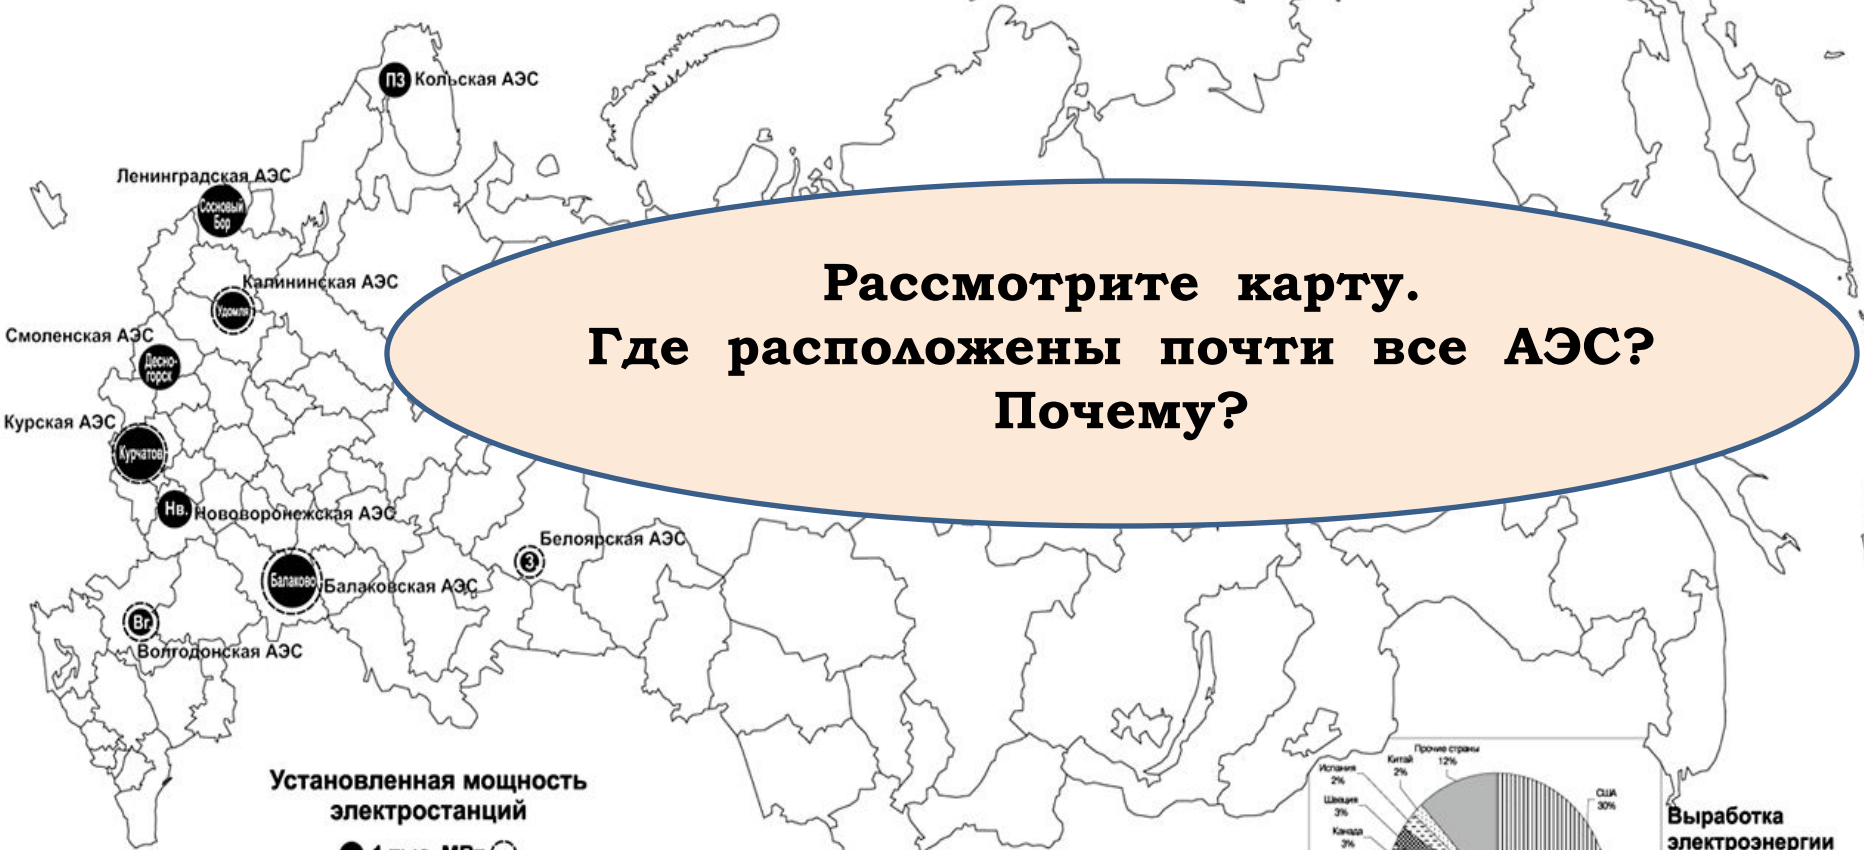 ПЗ Кольская АЭС
Ленинградская АЭС
Сосновый
Бор
Рассмотрите карту.
Где расположены почти все АЭС?
Почему?
Калининская АЭС
Удомля
Смоленская АЭС
Десно-
горск
Курская АЭС
Курчатов
Нв. Нововоронежская АЭС
Белоярская АЭС
З
Балаково Балаковская АЭС
Вг
Волгодонская АЭС
Установленная мощность
электростанций
Прочие страны
12%
Китай
2%
Испания
2%
Швеция
3%
Канада
3%
США
30%
Выработка
электроэнергии